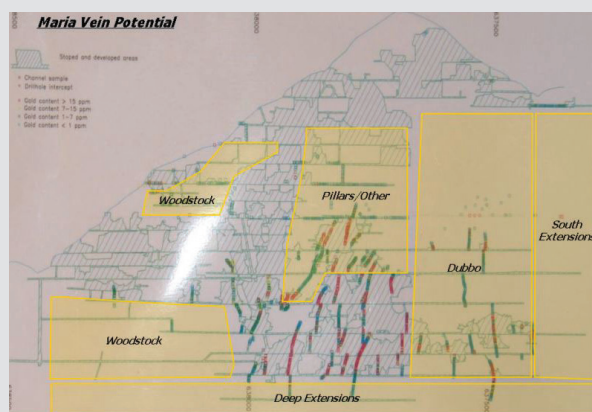 Maria Vein Potential
Stoped and developed areas
Channel sample
Drillhole intercept
Gold content > 15 ppm
Gold content 7-15 ppm
Gold content 1-7 ppm
Gold content < 1 ppm
Woodstock
Pillars/Other
South
Extensions
Dubbo
Woodstock
Deep Extensions